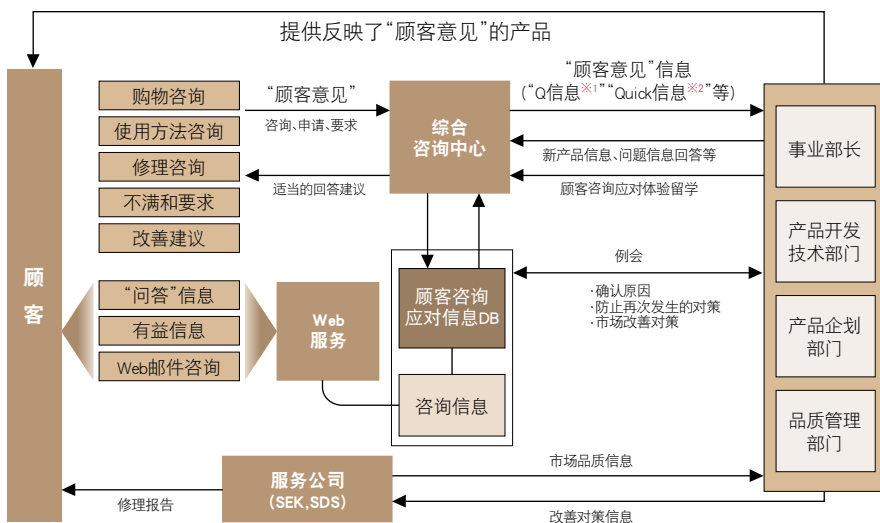 提供反映了“顾客意见”的产品
顾客
购物咨询
使用方法咨询
修理咨询
不满和要求
改善建议
“顾客意见”
咨询、申请、要求
适当的回答建议
综合
咨询中心
“顾客意见”信息
(“Q信息※1”“Quick信息※2”等)
新产品信息、问题信息回答等
顾客咨询应对体验留学
事业部长
产品开发
技术部门
产品企划
部门
品质管理
部门
“问答”信息
有益信息
Web邮件咨询
Web
服务
顾客咨询
应对信息DB
咨询信息
例会
·确认原因
·防止再次发生的对策
·市场改善对策
服务公司
(SEK,SDS)
修理报告
市场品质信息
改善对策信息